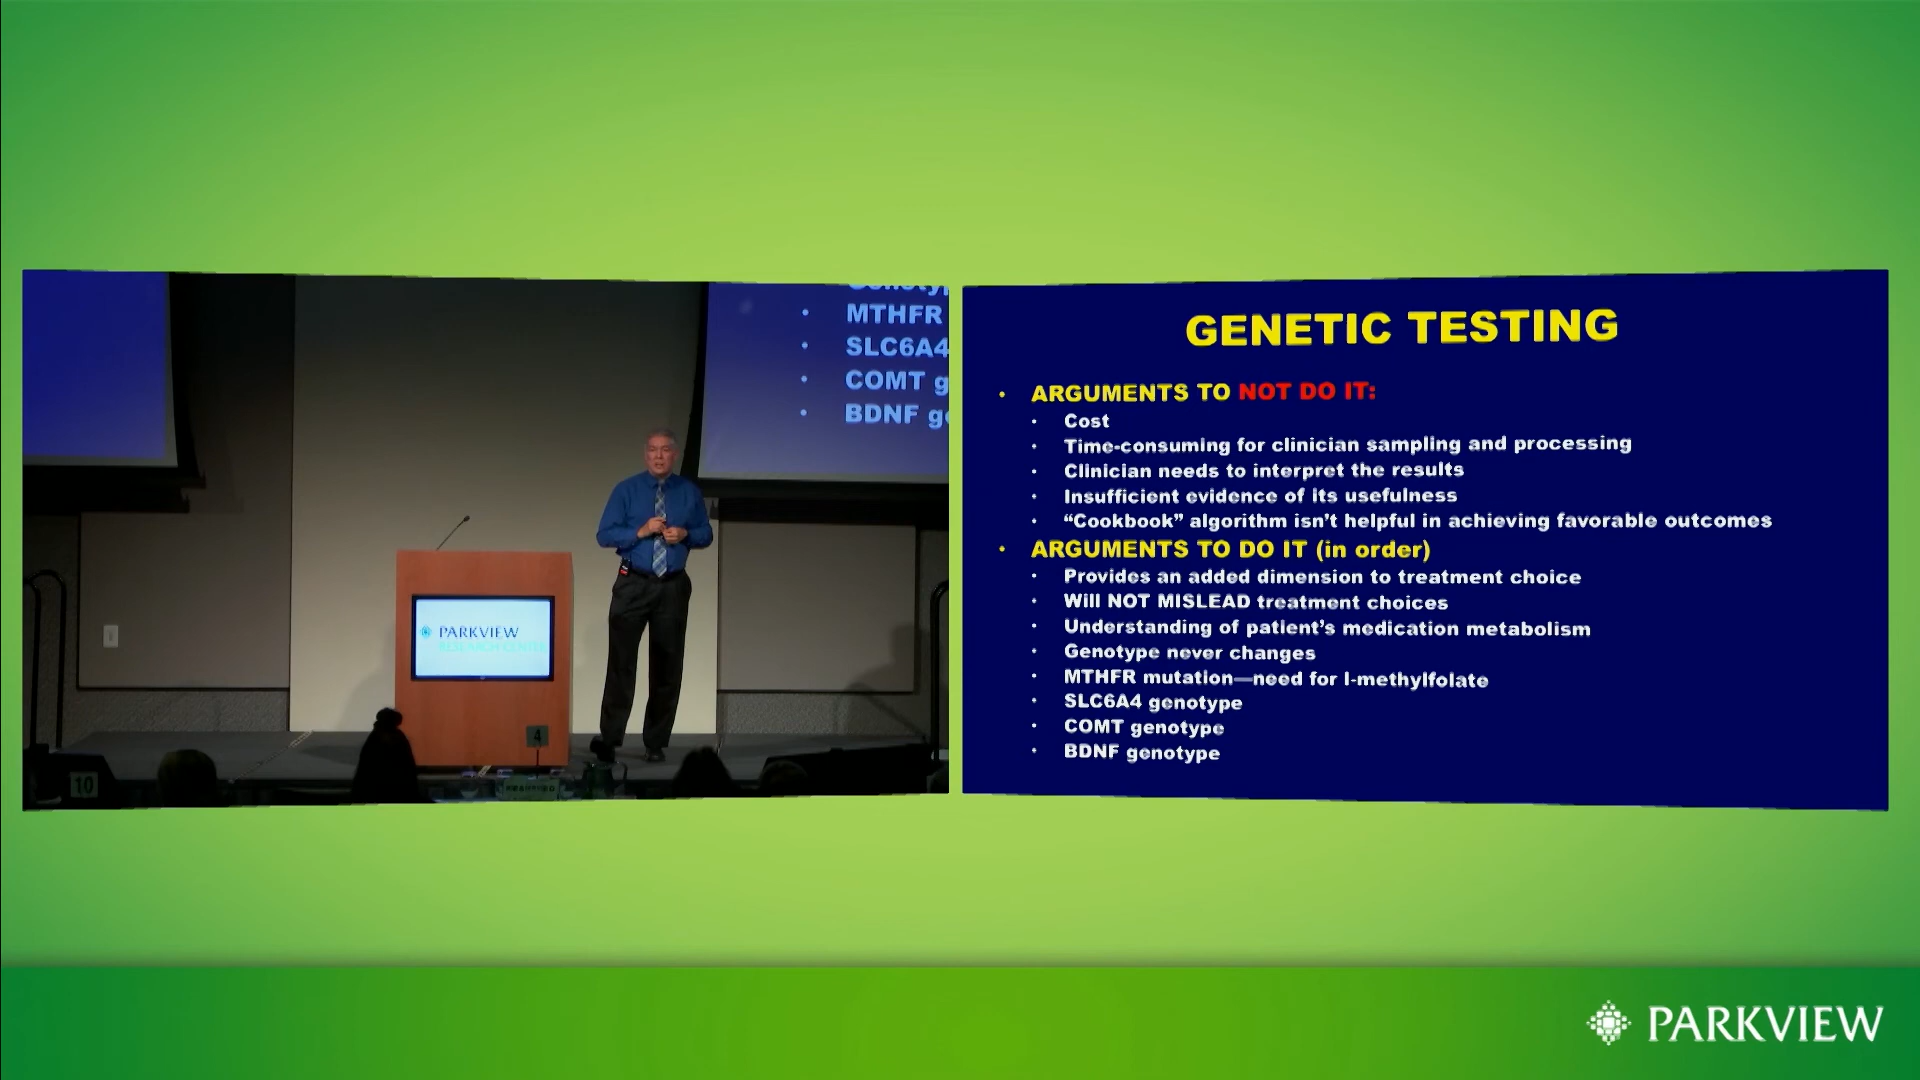 MTHFR
SLC6A4
COMT g
BDNF ge
PARKVIEW
RESEARCH CENTER
4
10
GENETIC TESTING
• ARGUMENTS TO NOT DO IT:
• Cost
• Time-consuming for clinician sampling and processing
• Clinician needs to interpret the results
• Insufficient evidence of its usefulness
• “Cookbook” algorithm isn’t helpful in achieving favorable outcomes
• ARGUMENTS TO DO IT (in order)
• Provides an added dimension to treatment choice
• Will NOT MISLEAD treatment choices
• Understanding of patient’s medication metabolism
• Genotype never changes
• MTHFR mutation—need for l-methylfolate
• SLC6A4 genotype
• COMT genotype
• BDNF genotype
PARKVIEW